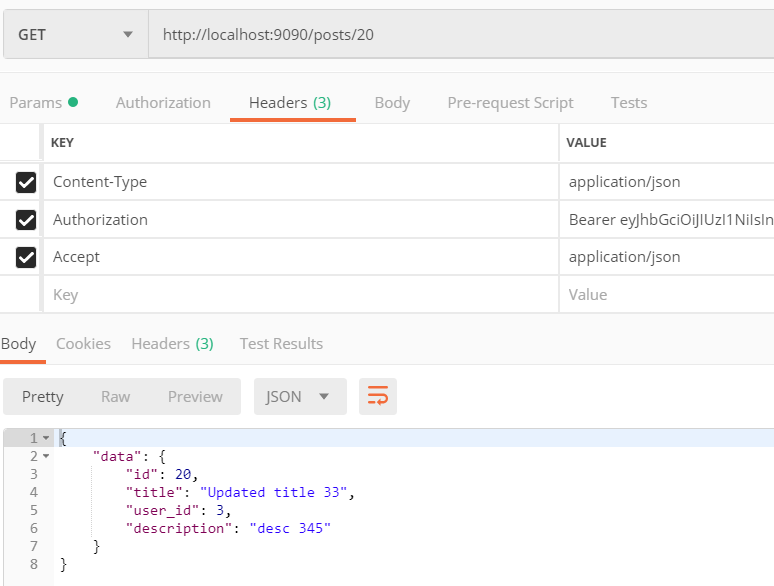 GET http://localhost:9090/posts/20
Params Authorization Headers (3) Body Pre-request Script Tests
KEY VALUE
Content-Type application/json
Authorization Bearer eyJhbGciOiJIUzI1NiIsIn
Accept application/json
Key Value
Body Cookies Headers (3) Test Results
Pretty Raw Preview JSON
1 {
2 "data": {
3 "id": 20,
4 "title": "Updated title 33",
5 "user_id": 3,
6 "description": "desc 345"
7 }
8 }